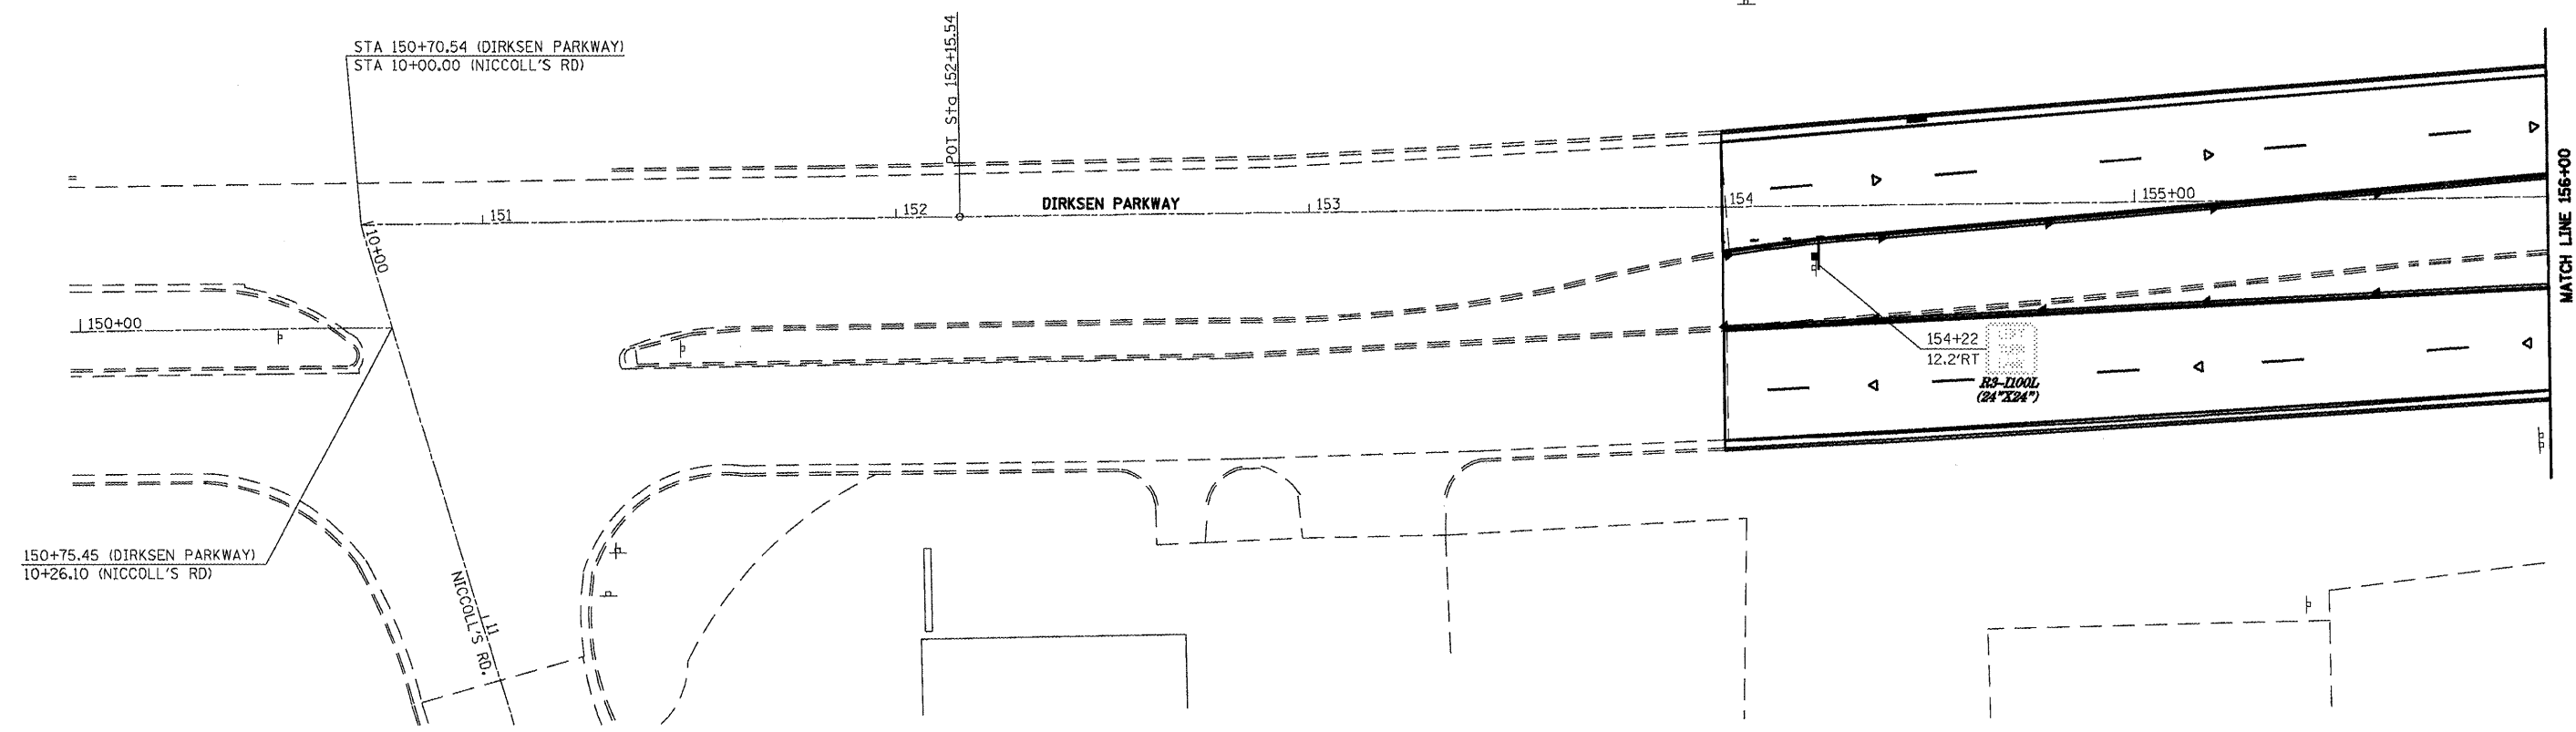 STA 150+70.54 (DIRKSEN PARKWAY)
STA 10+00.00 (NICCOLL'S RD)
POT Sta 152+15.54
151
152
DIRKSEN PARKWAY
153
154
155+00
MATCH LINE 156+00
10+00
150+00
154+22
12.2'RT
R3-I100L
(24"X24")
150+75.45 (DIRKSEN PARKWAY)
10+26.10 (NICCOLL'S RD)
NICCOLL'S RD.
11